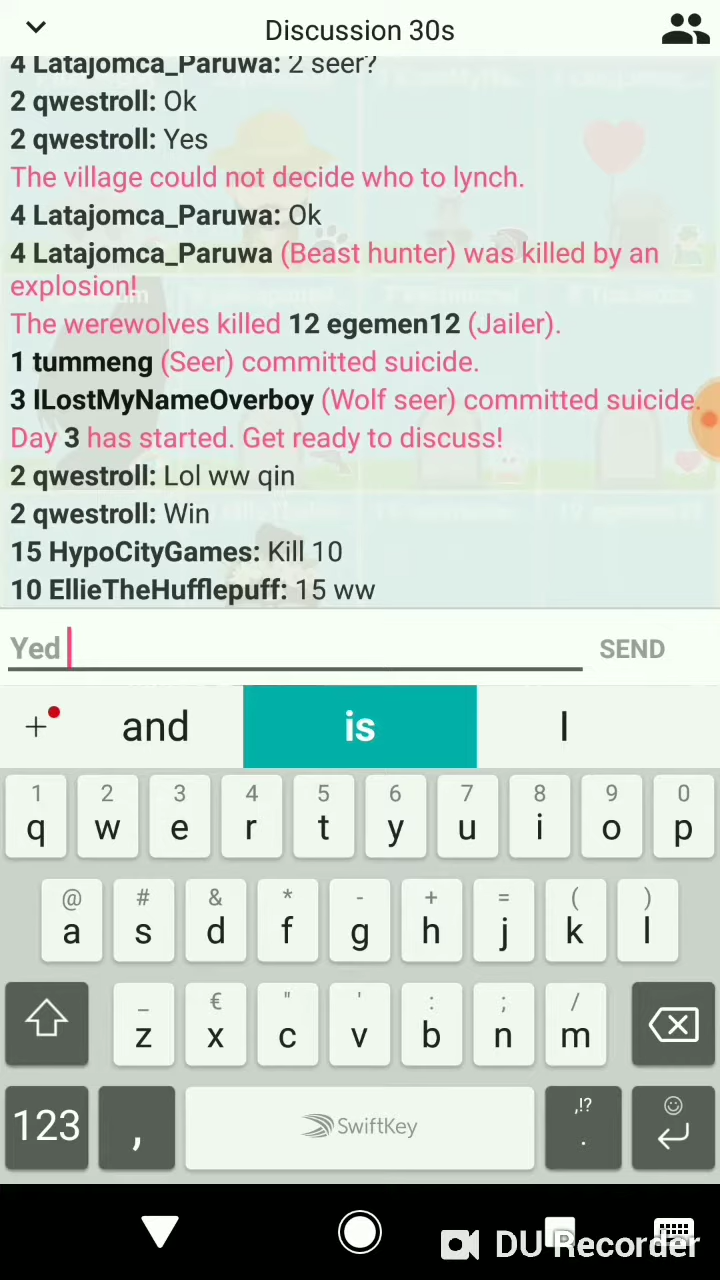 Discussion 30s
4 Latajomca_Paruwa: 2 seer?
2 qwestroll: Ok
2 qwestroll: Yes
The village could not decide who to lynch.
4 Latajomca_Paruwa: Ok
4 Latajomca_Paruwa (Beast hunter) was killed by an
explosion!
The werewolves killed 12 egemen12 (Jailer).
1 tummeng (Seer) committed suicide.
3 ILostMyNameOverboy (Wolf seer) committed suicide.
Day 3 has started. Get ready to discuss!
2 qwestroll: Lol ww qin
2 qwestroll: Win
15 HypoCityGames: Kill 10
10 EllieTheHufflepuff: 15 ww
Yed SEND
+ and is I
1 2 3 4 5 6 7 8 9 0
q w e r t y u i o p
@ # & * - + = ( )
a s d f g h j k l
_ € " ' : ; /
z x c v b n m
123 , SwiftKey ,!? .
DU Recorder